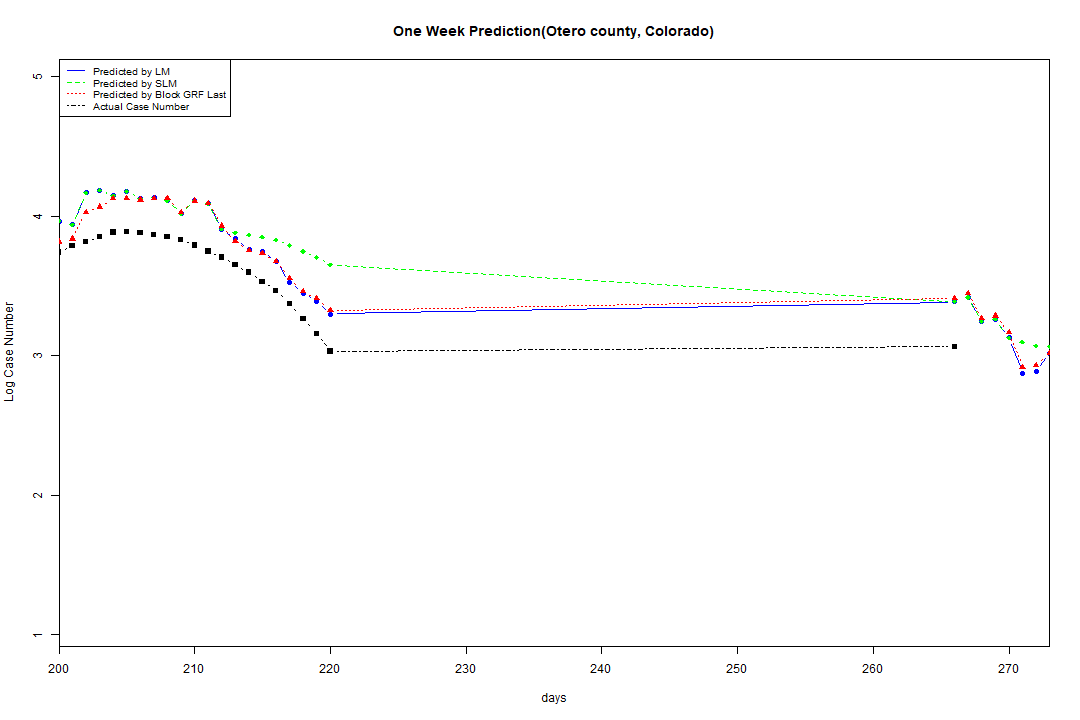 One Week Prediction(Otero county, Colorado)
Predicted by LM
Predicted by SLM
Predicted by Block GRF Last
Actual Case Number
5
4
3
2
1
Log Case Number
200 210 220 230 240 250 260 270
days